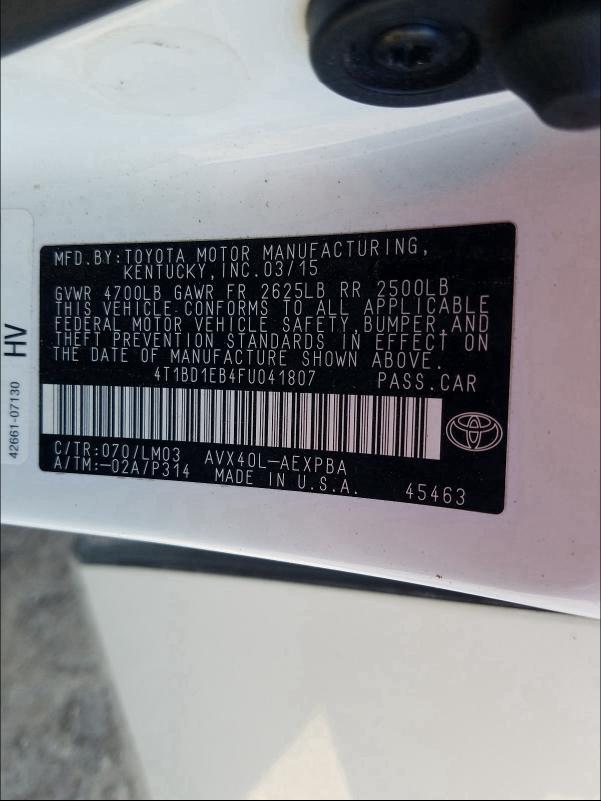 MFD.BY:TOYOTA MOTOR MANUFACTURING,
KENTUCKY,INC.03/15
GVWR 4700LB GAWR FR 2625LB RR 2500LB
THIS VEHICLE CONFORMS TO ALL APPLICABLE
FEDERAL MOTOR VEHICLE SAFETY,BUMPER,AND
THEFT PREVENTION STANDARDS IN EFFECT ON
THE DATE OF MANUFACTURE SHOWN ABOVE.
4T1BD1EB4FU041807 PASS.CAR
C/TR:070/LM03 AVX40L-AEXPBA
A/TM:-02A/P314 MADE IN U.S.A. 45463
HV
42661-07130